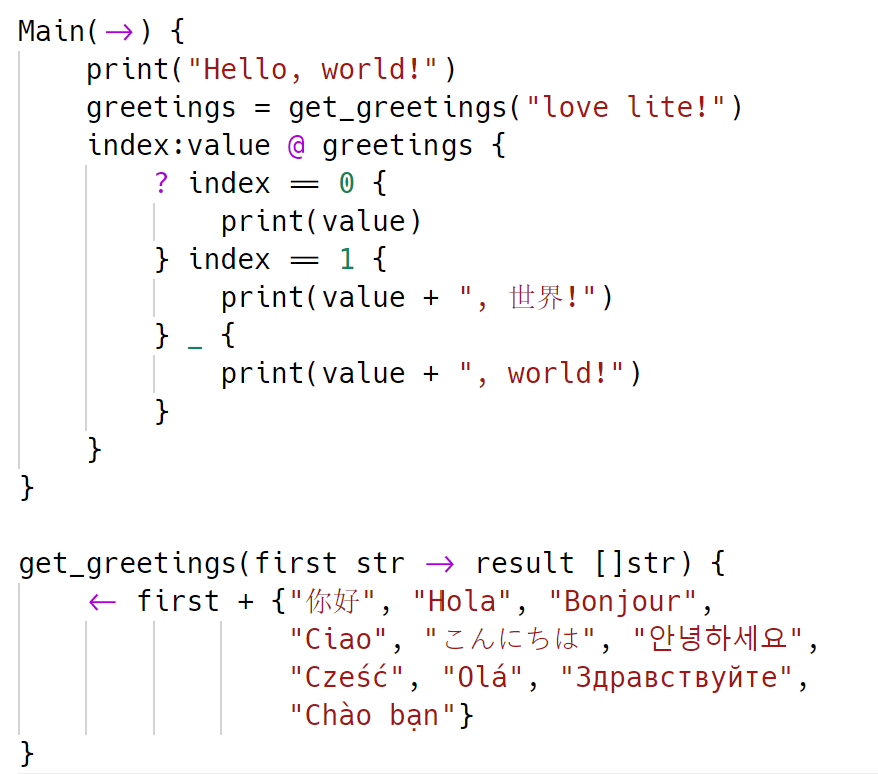 Main(→) {
    print("Hello, world!")
    greetings = get_greetings("love lite!")
    index:value @ greetings {
        ? index == 0 {
            print(value)
        } index == 1 {
            print(value + ", 世界!")
        } _ {
            print(value + ", world!")
        }
    }
}

get_greetings(first str → result []str) {
    ← first + {"你好", "Hola", "Bonjour",
                "Ciao", "こんにちは", "안녕하세요",
                "Cześć", "Olá", "Здравствуйте",
                "Chào bạn"}
}